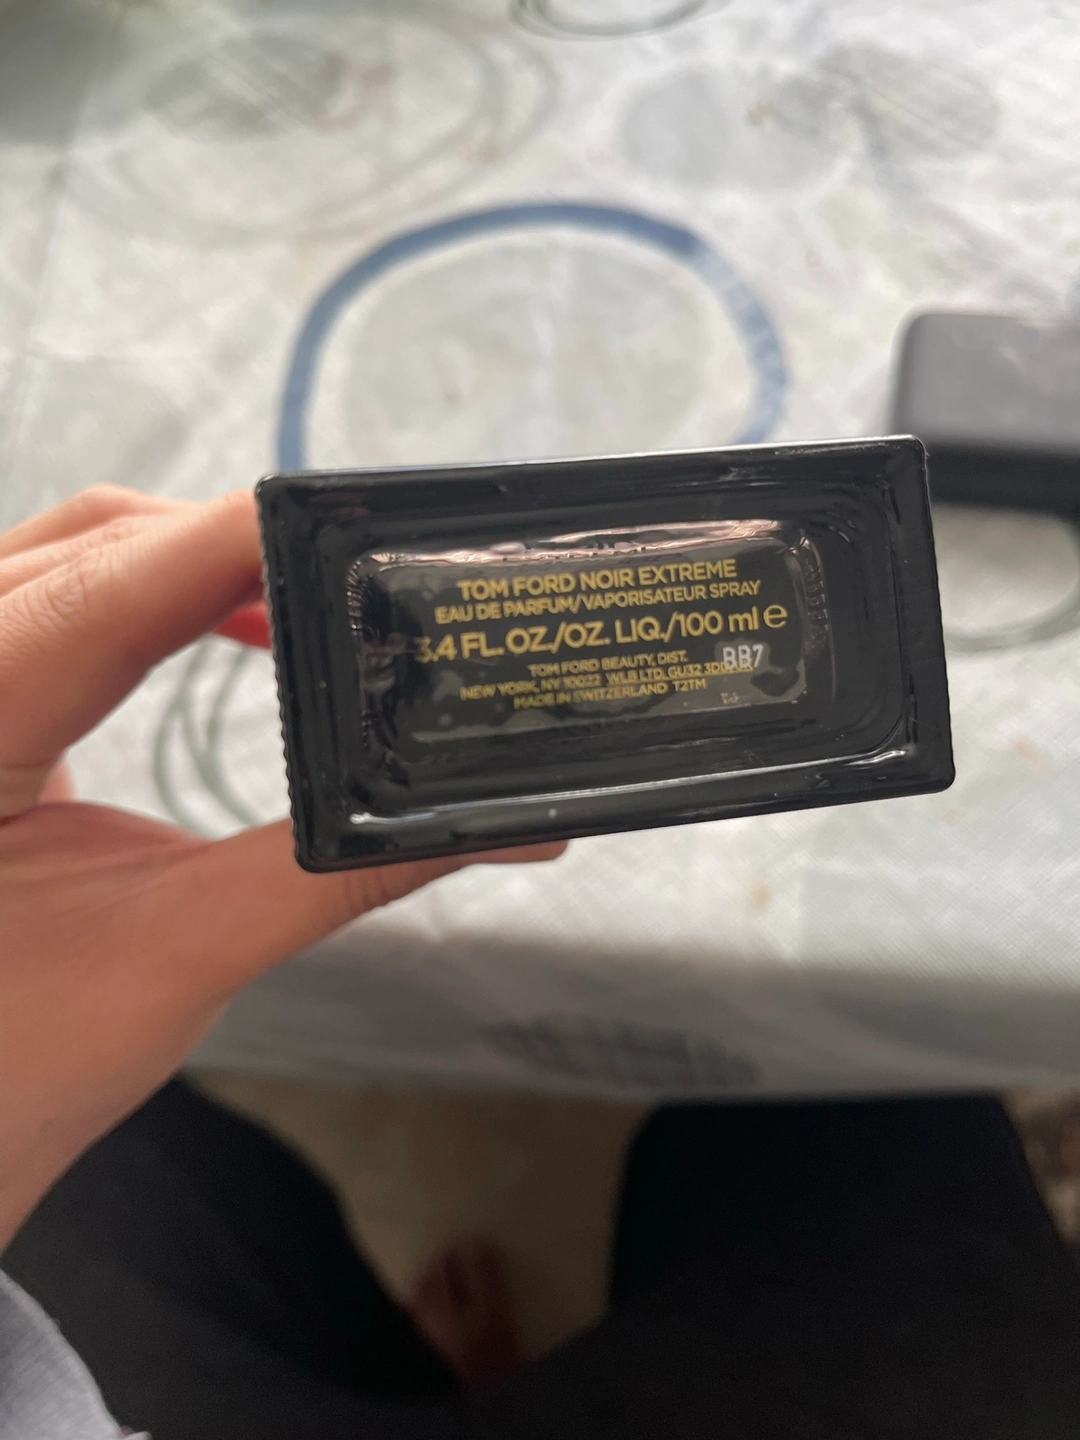 TOM FORD NOIR EXTREME
EAU DE PARFUM/VAPORISATEUR SPRAY
3.4 FL.OZ./OZ. LIQ./100 ml e
TOM FORD BEAUTY, DIST.
BB7
NEW YORK, NY 10022 WLB LTD. GU32
MADE IN SWITZERLAND T2TM